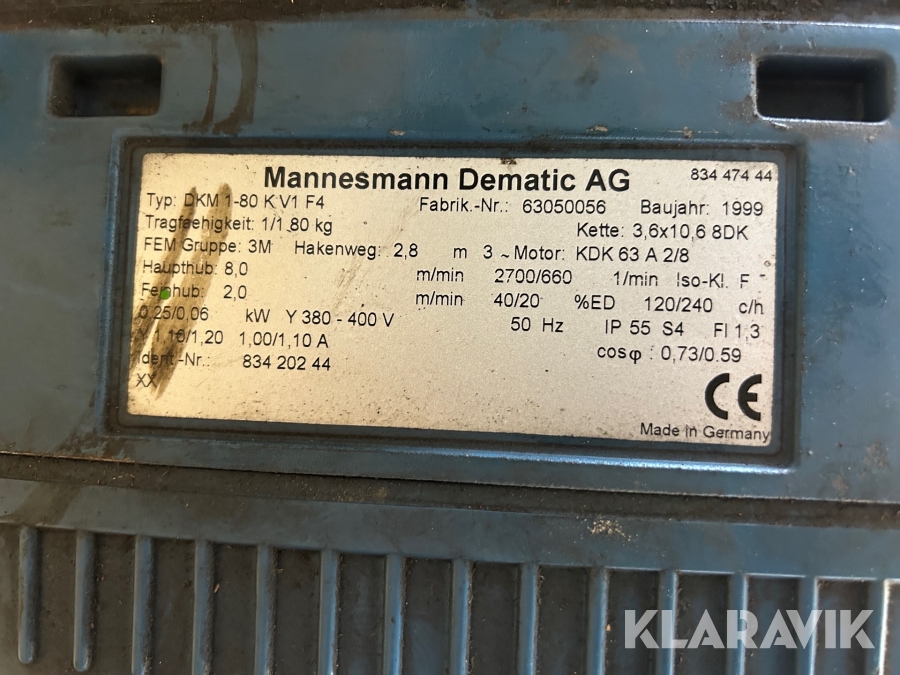 Mannesmann Dematic AG 834 474 44
Typ: DKM 1-80 K V1 F4 Fabrik.-Nr.: 63050056 Baujahr: 1999
Tragfaehigkeit: 1/1.80 kg Kette: 3,6x10,6 8DK
FEM Gruppe: 3M Hakenweg: 2,8 m 3 ~ Motor: KDK 63 A 2/8
Haupthub: 8,0 m/min 2700/660 1/min Iso-Kl. F
Feinhub: 2,0 m/min 40/20 %ED 120/240 c/h
0,25/0,06 kW Y 380 - 400 V 50 Hz IP 55 S4 FI 1,3
1,10/1,20 1,00/1,10 A cosφ : 0,73/0.59
Ident.-Nr.: 834 202 44
XX
CE
Made in Germany
KLARAVIK